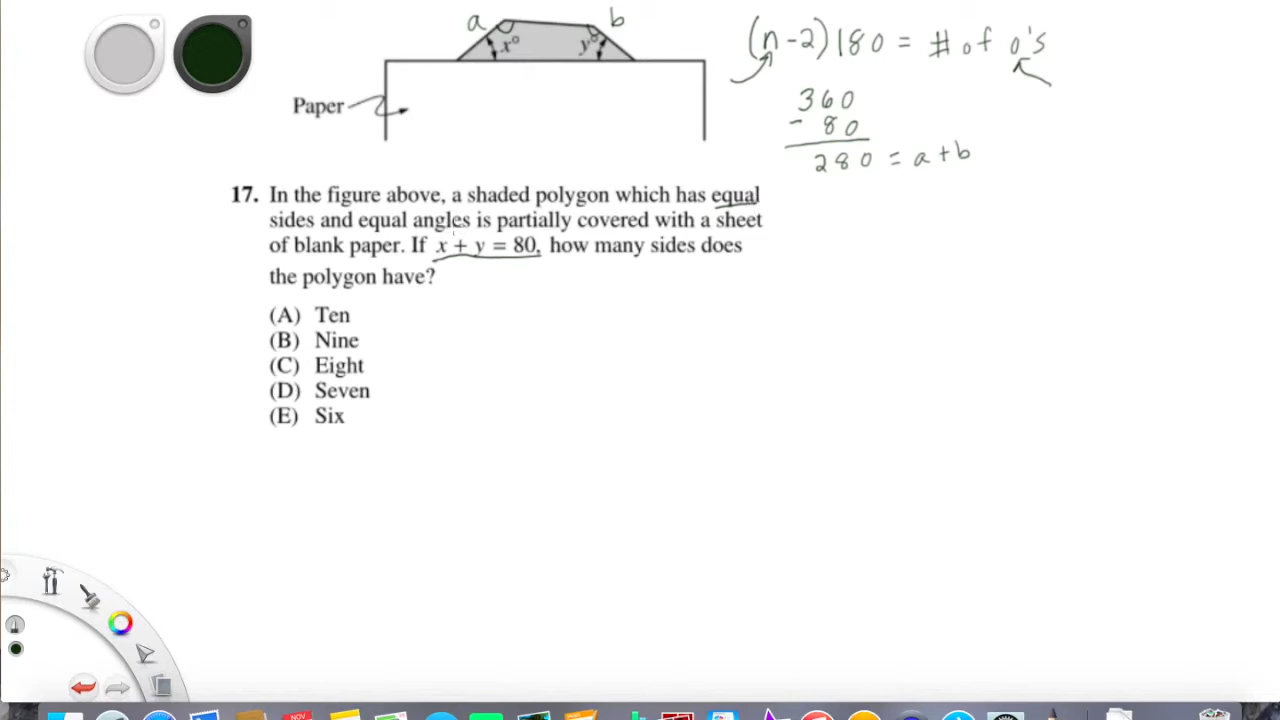 a
b
x°
y°
Paper
(n-2)180 = # of o's
360
- 80
280 = a+b
17. In the figure above, a shaded polygon which has equal
sides and equal angles is partially covered with a sheet
of blank paper. If x + y = 80, how many sides does
the polygon have?
(A) Ten
(B) Nine
(C) Eight
(D) Seven
(E) Six
NOV